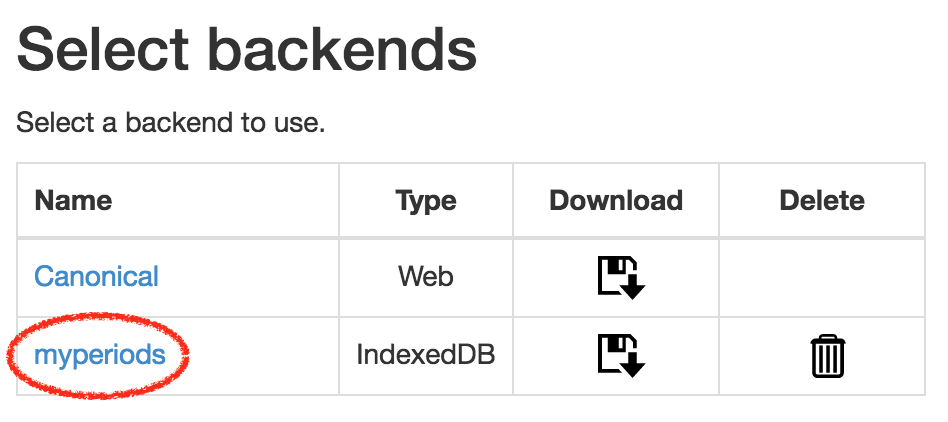 Select backends
Select a backend to use.
Name Type Download Delete
Canonical Web
myperiods IndexedDB